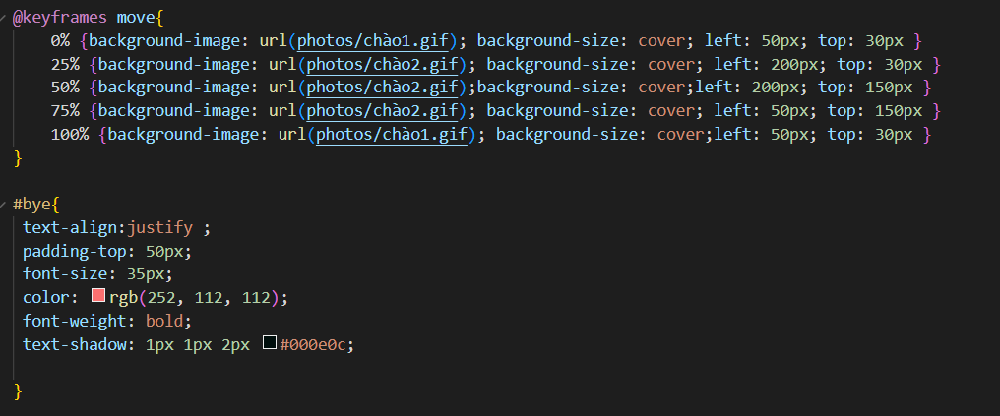 @keyframes move{
0% {background-image: url(photos/chào1.gif); background-size: cover; left: 50px; top: 30px }
25% {background-image: url(photos/chào2.gif); background-size: cover; left: 200px; top: 30px }
50% {background-image: url(photos/chào2.gif);background-size: cover;left: 200px; top: 150px }
75% {background-image: url(photos/chào2.gif); background-size: cover; left: 50px; top: 150px }
100% {background-image: url(photos/chào1.gif); background-size: cover;left: 50px; top: 30px }
}
#bye{
text-align:justify ;
padding-top: 50px;
font-size: 35px;
color: rgb(252, 112, 112);
font-weight: bold;
text-shadow: 1px 1px 2px #000e0c;
}